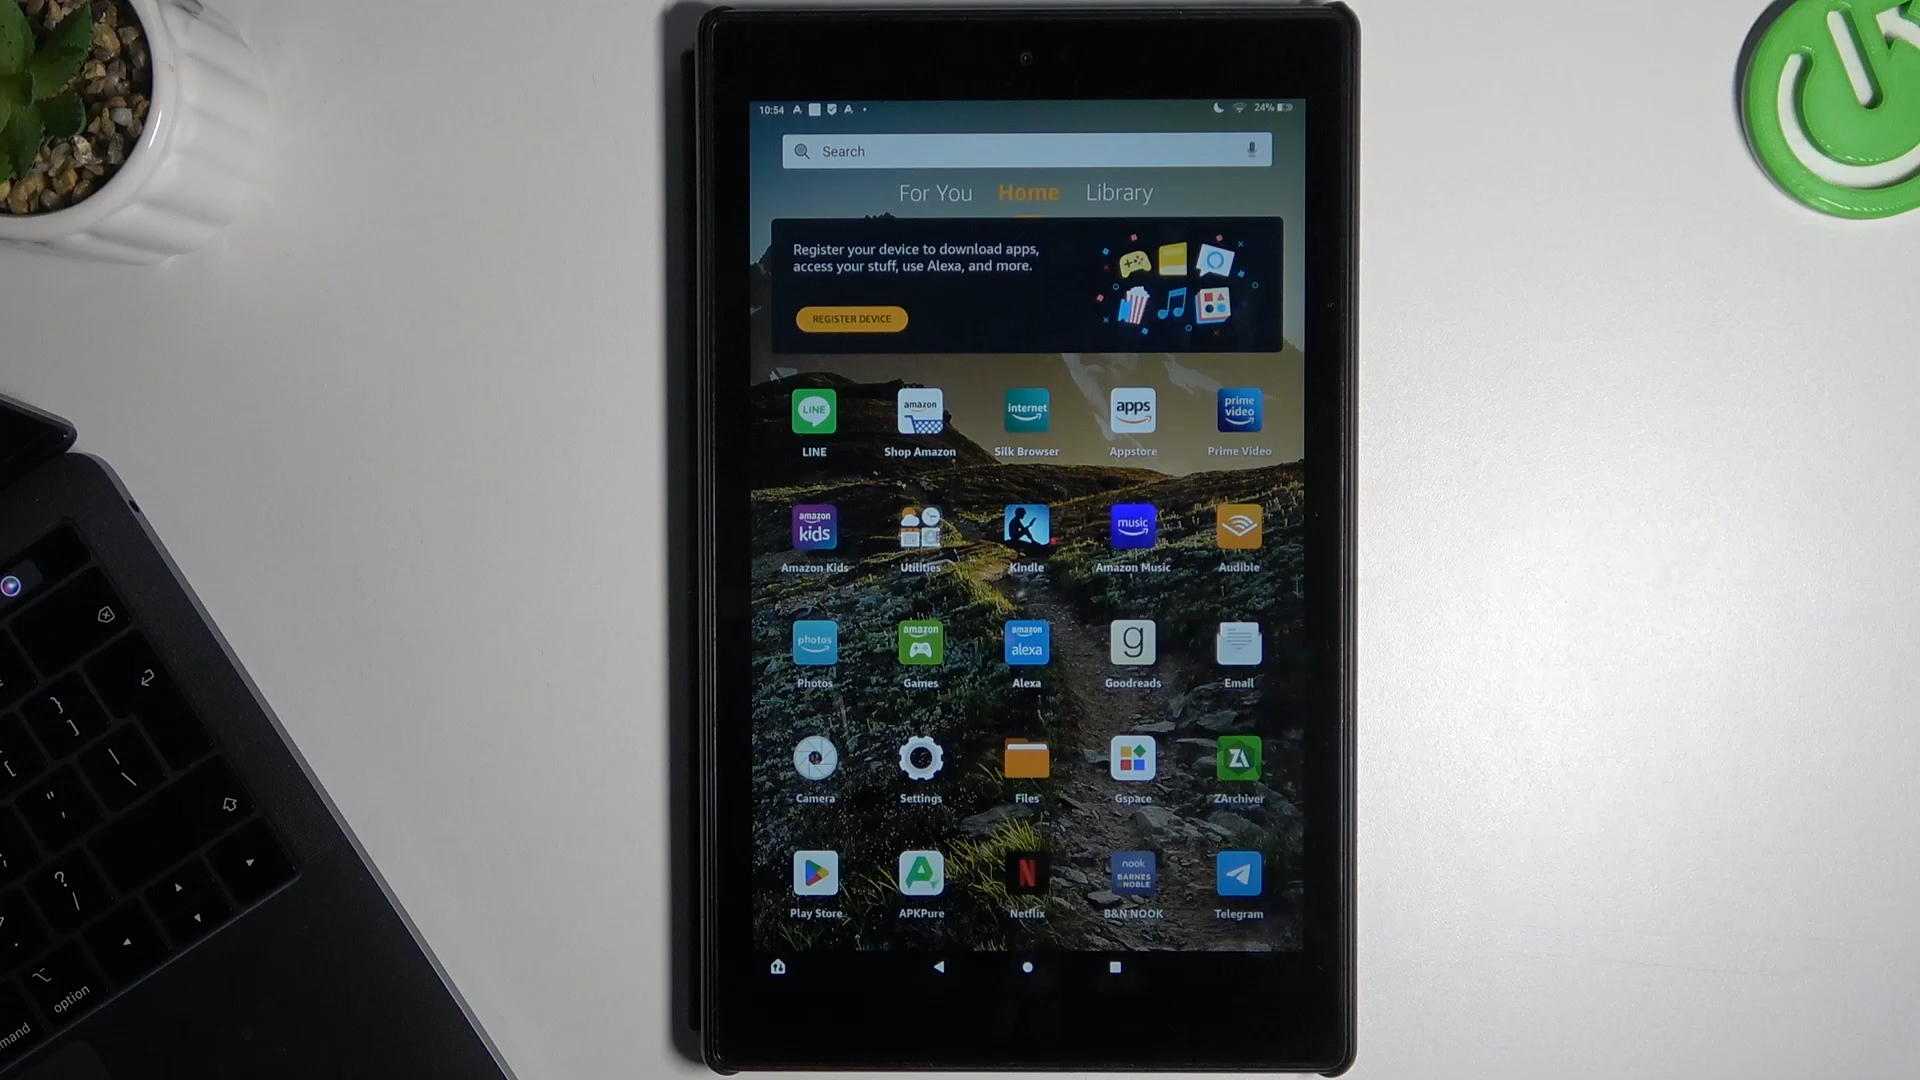 10:54
24%
Search
For You Home Library
Register your device to download apps,
access your stuff, use Alexa, and more.
REGISTER DEVICE
LINE
amazon
internet
apps
prime
video
LINE
Shop Amazon
Silk Browser
Appstore
Prime Video
amazon
kids
music
Amazon Kids
Utilities
Kindle
Amazon Music
Audible
photos
amazon
amazon
alexa
g
Photos
Games
Alexa
Goodreads
Email
ZA
Camera
Settings
Files
Gspace
ZArchiver
N
nook
BARNES
&NOBLE
Play Store
APKPure
Netflix
B&N NOOK
Telegram
option